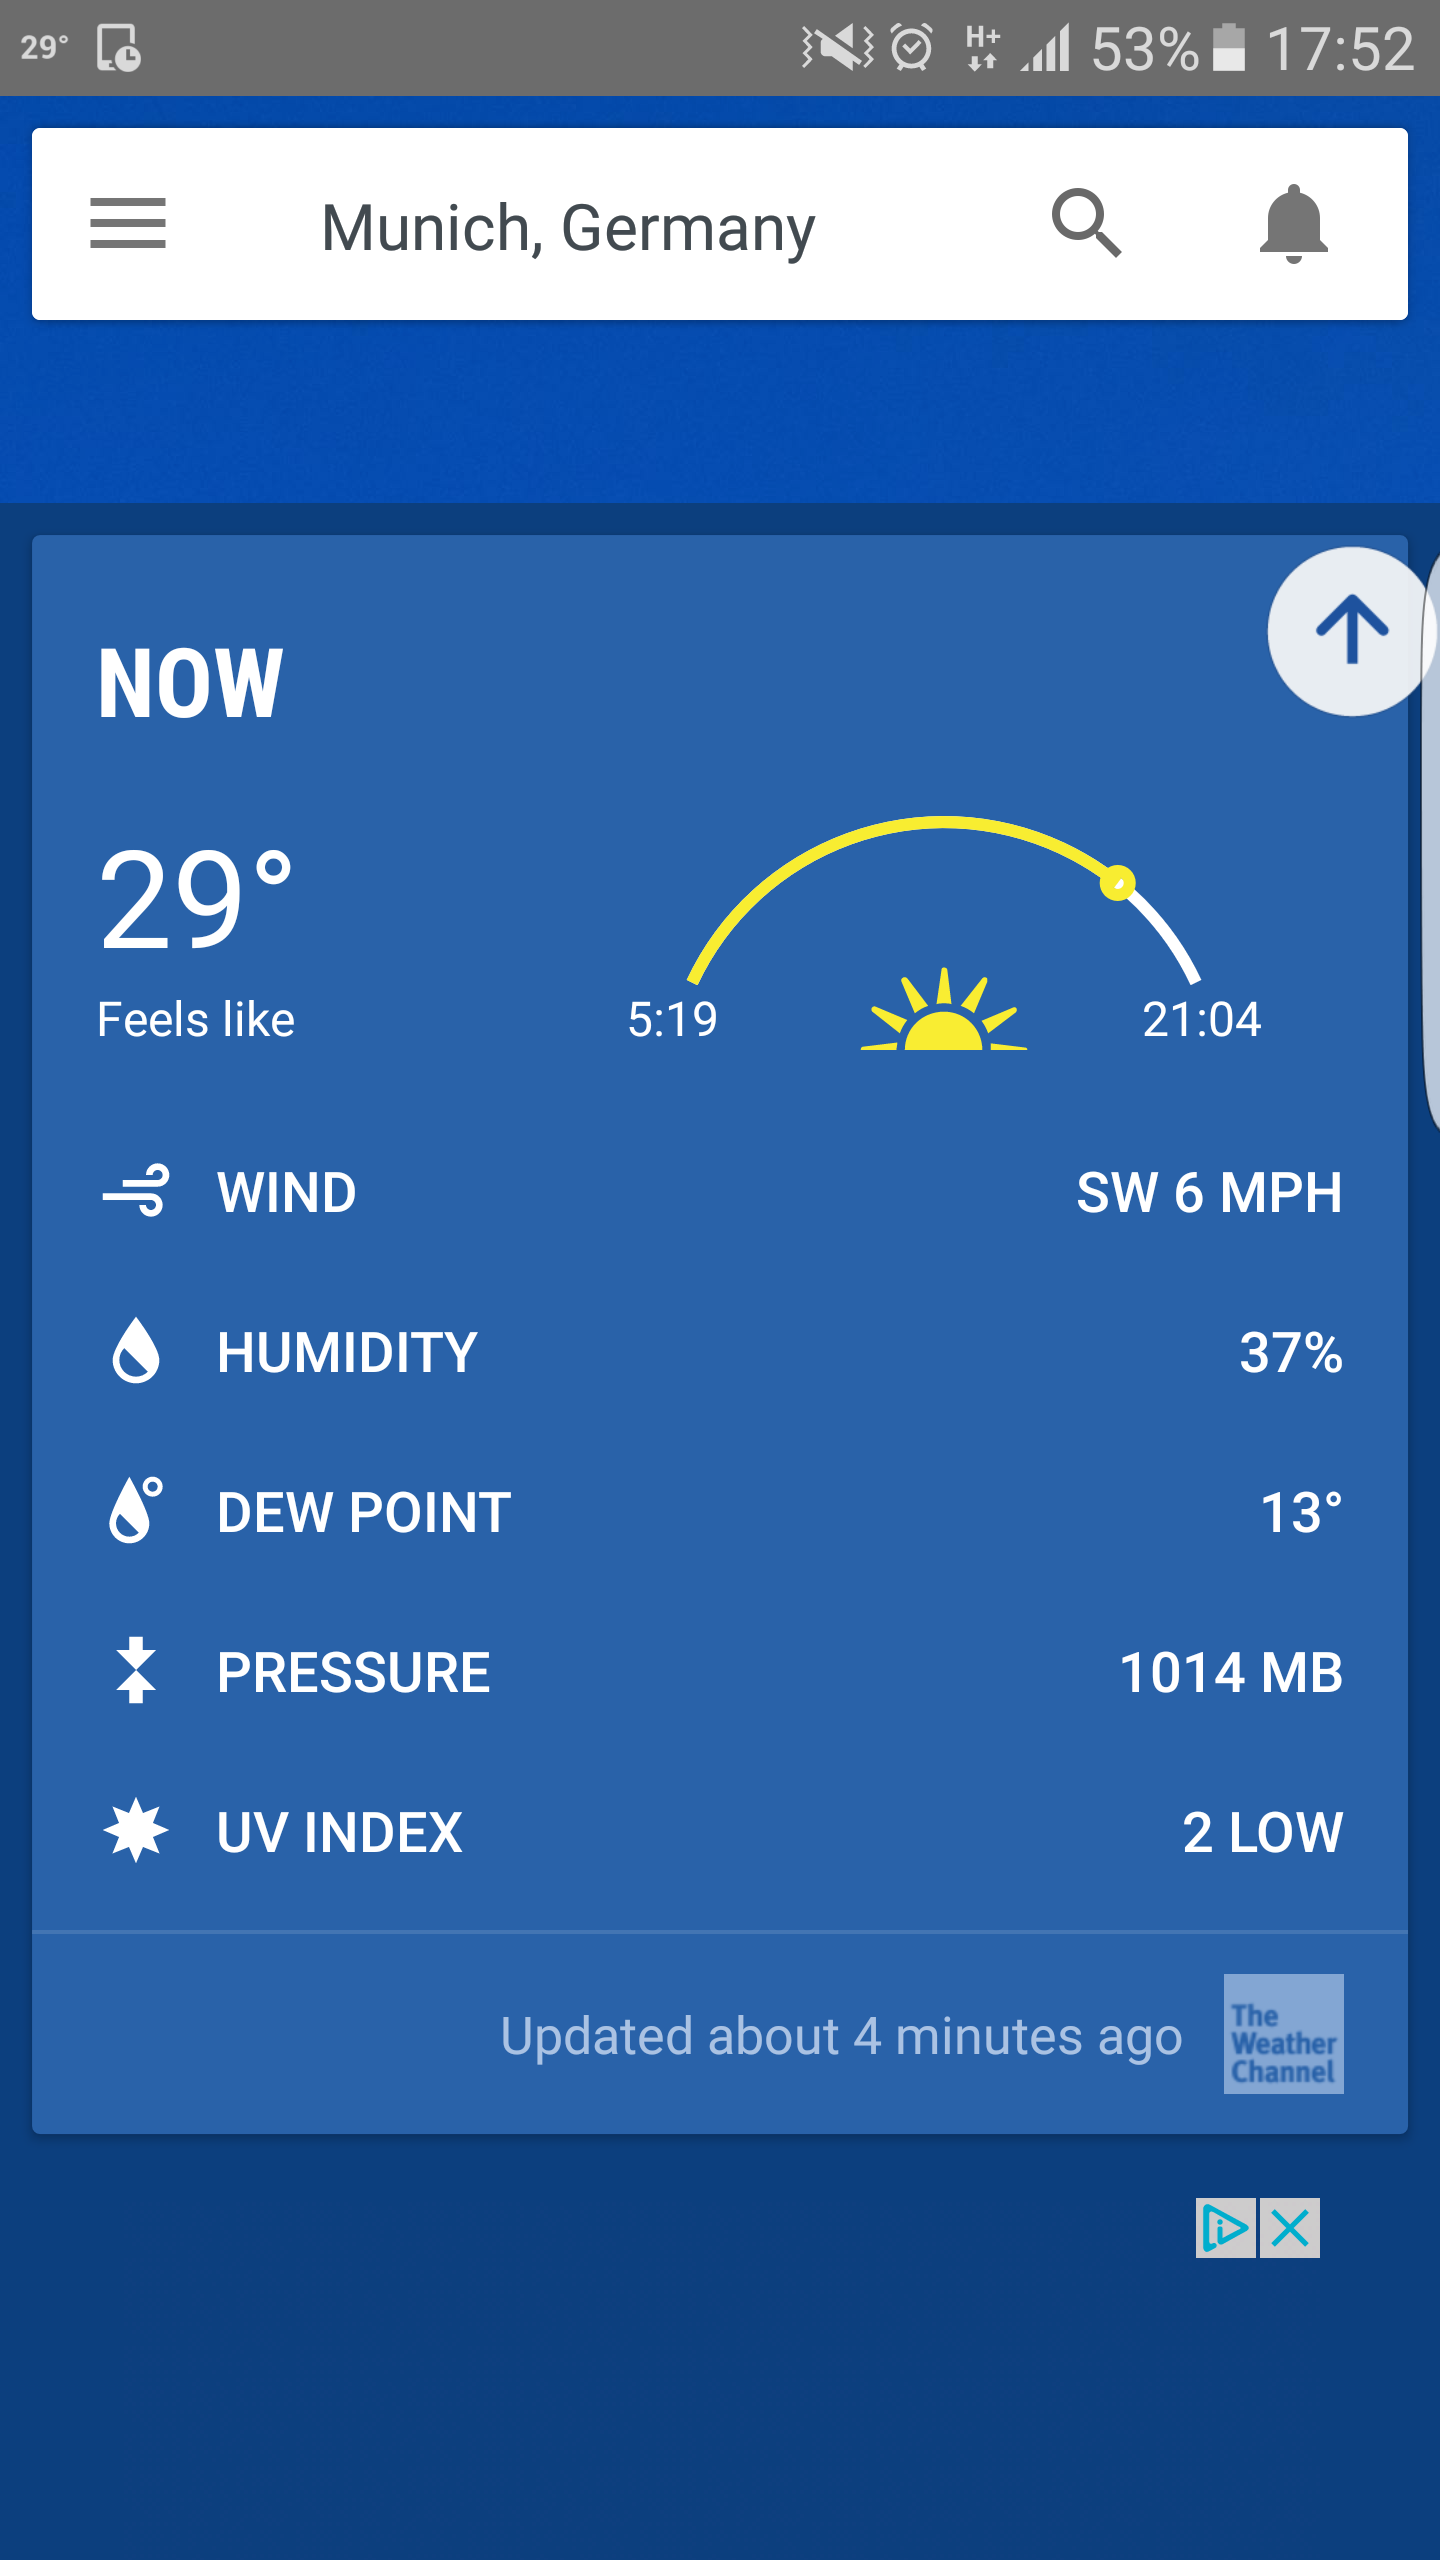 29° H+ 53% 17:52
Munich, Germany
NOW
29°
Feels like 5:19 21:04
WIND SW 6 MPH
HUMIDITY 37%
DEW POINT 13°
PRESSURE 1014 MB
UV INDEX 2 LOW
Updated about 4 minutes ago
The
Weather
Channel